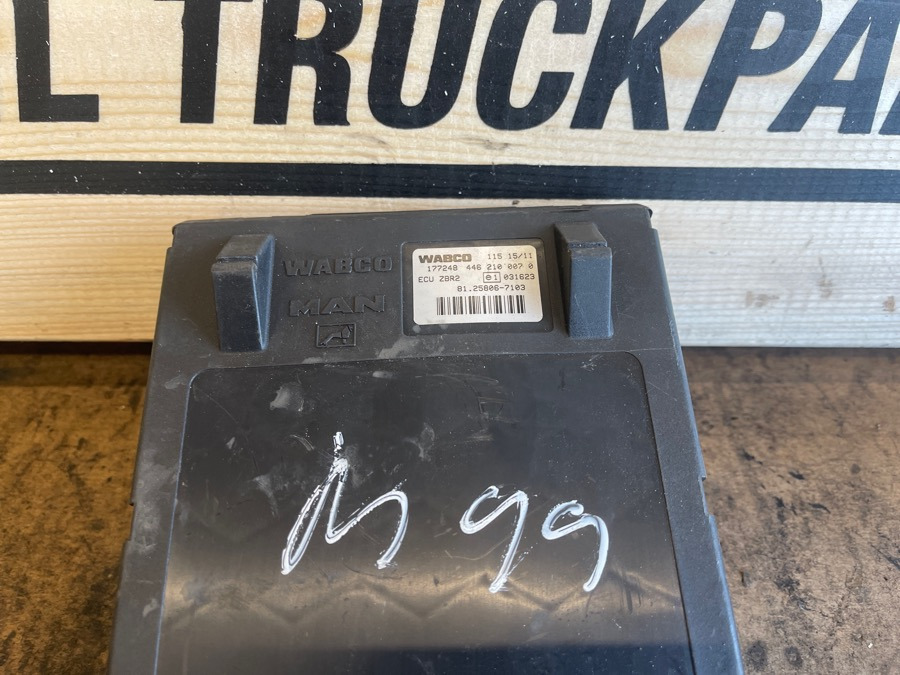 L TRUCKPA
WABCO
MAN
WABCO 115 15/11
177248 446 210 007 0
ECU ZBR2 e1 031623
81.25806-7103
99